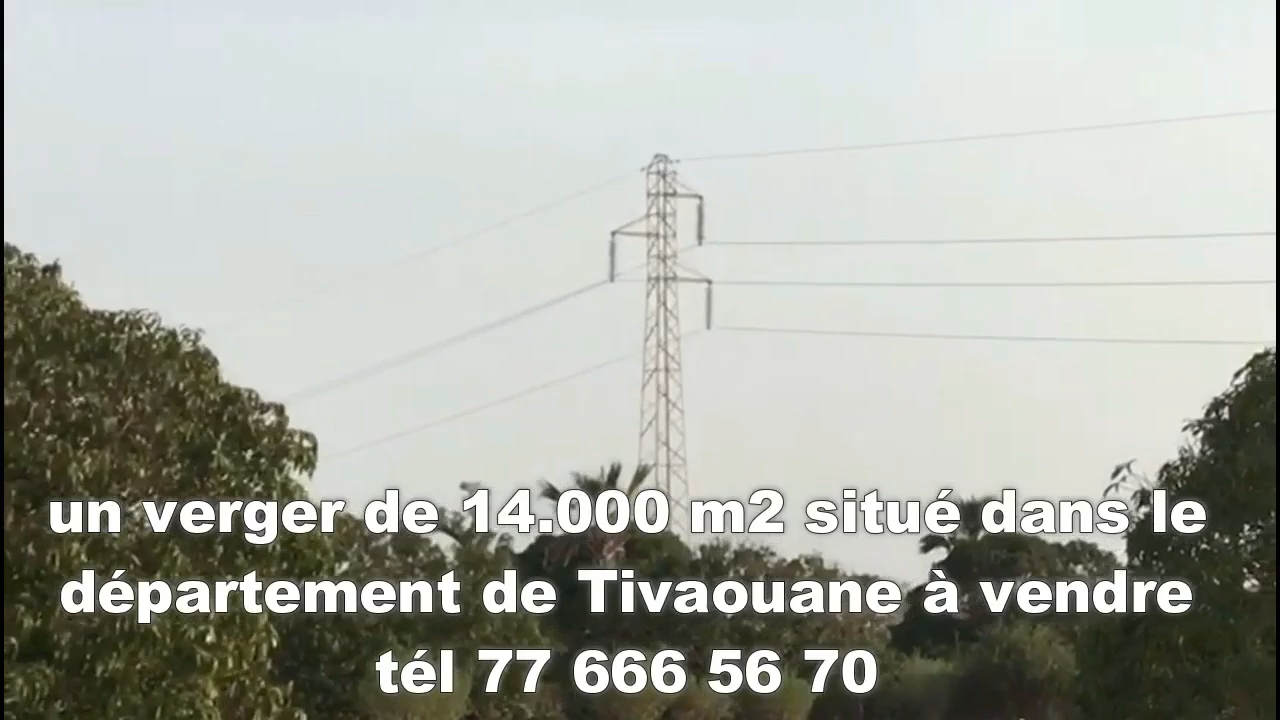 un verger de 14.000 m2 situé dans le
département de Tivaouane à vendre
tél 77 666 56 70